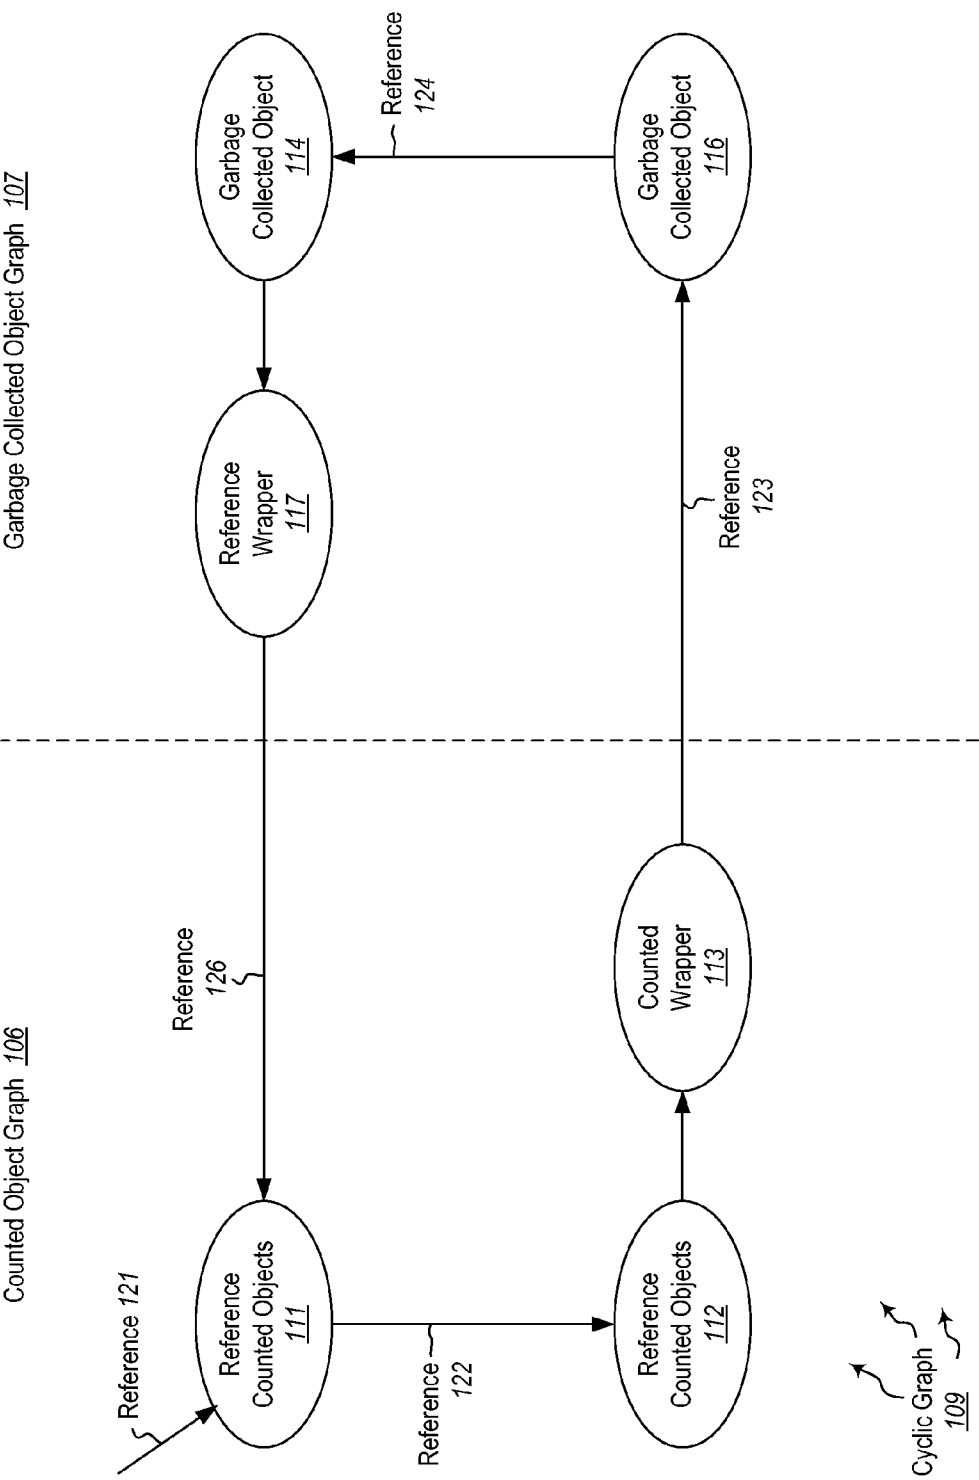 Counted Object Graph 106
Garbage Collected Object Graph 107
Reference 121
Reference
Counted Objects
111
Reference
126
Reference
Wrapper
117
Garbage
Collected Object
114
Reference
122
Reference
124
Reference
Counted Objects
112
Counted
Wrapper
113
Reference
123
Garbage
Collected Object
116
Cyclic Graph
109